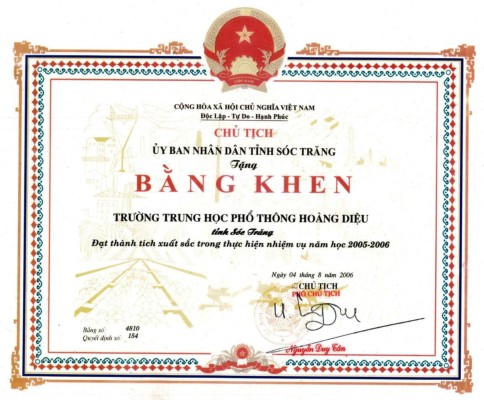 CỘNG HÒA XÃ HỘI CHỦ NGHĨA VIỆT NAM
Độc Lập - Tự Do - Hạnh Phúc
CHỦ TỊCH
ỦY BAN NHÂN DÂN TỈNH SÓC TRĂNG
Tặng
BẰNG KHEN
TRƯỜNG TRUNG HỌC PHỔ THÔNG HOÀNG DIỆU
tỉnh Sóc Trăng
Đạt thành tích xuất sắc trong thực hiện nhiệm vụ năm học 2005-2006
Ngày 04 tháng 8 năm 2006
CHỦ TỊCH
PHÓ CHỦ TỊCH
Nguyễn Duy Tân
Bằng số 4810
Quyết định số 154